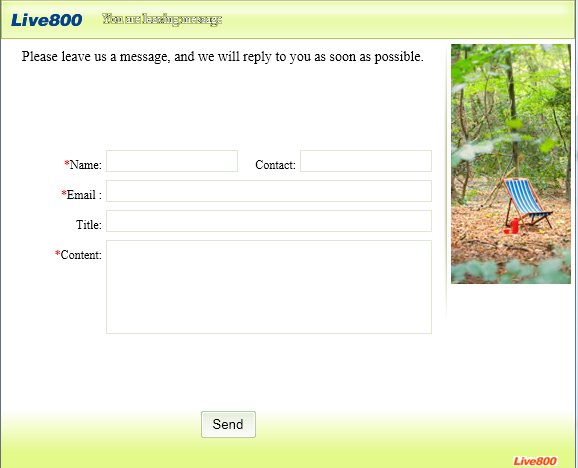 Live800 You are leaving message
Please leave us a message, and we will reply to you as soon as possible.
*Name: Contact:
*Email :
Title:
*Content:
Send
Live800